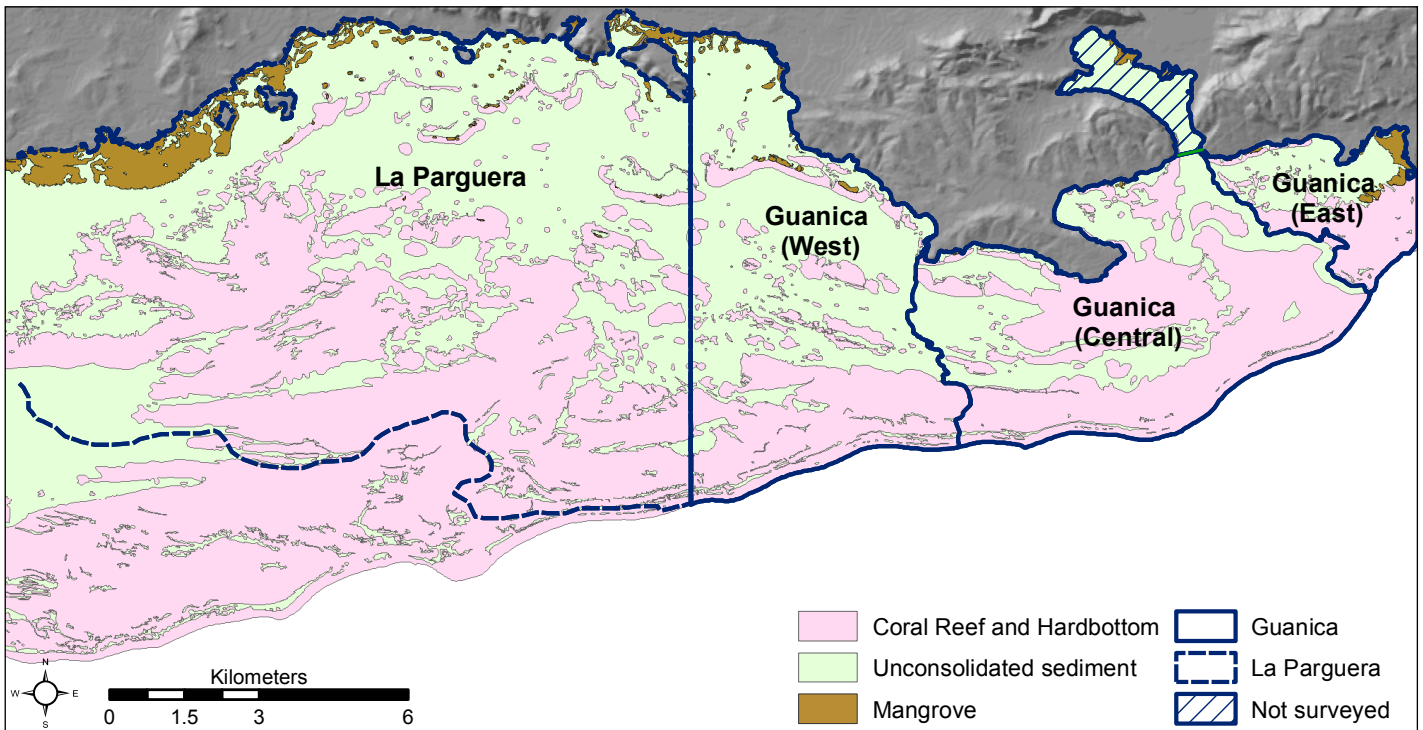 La Parguera
Guanica
(West)
Guanica
(East)
Guanica
(Central)
Coral Reef and Hardbottom
Unconsolidated sediment
Mangrove
Guanica
La Parguera
Not surveyed
N
W E
S
Kilometers
0 1.5 3 6